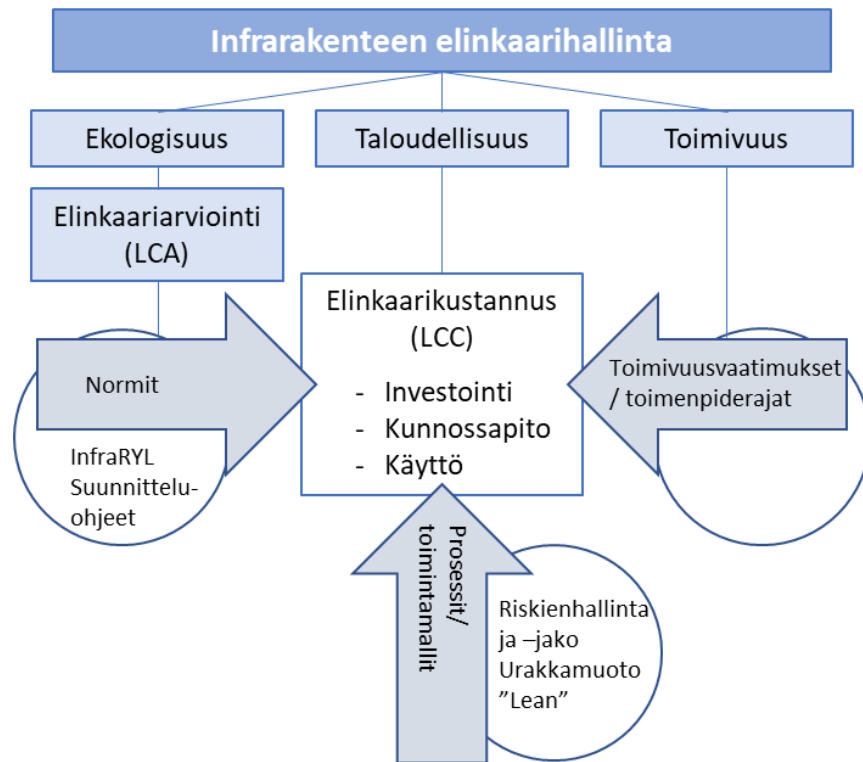 Infrarakenteen elinkaarihallinta
Ekologisuus
Taloudellisuus
Toimivuus
Elinkaariarviointi
(LCA)
Elinkaarikustannus
(LCC)
- Investointi
- Kunnossapito
- Käyttö
Normit
InfraRYL
Suunnittelu-
ohjeet
Toimivuusvaatimukset
/ toimenpiderajat
Prosessit/
toimintamallit
Riskienhallinta
ja –jako
Urakkamuoto
”Lean”